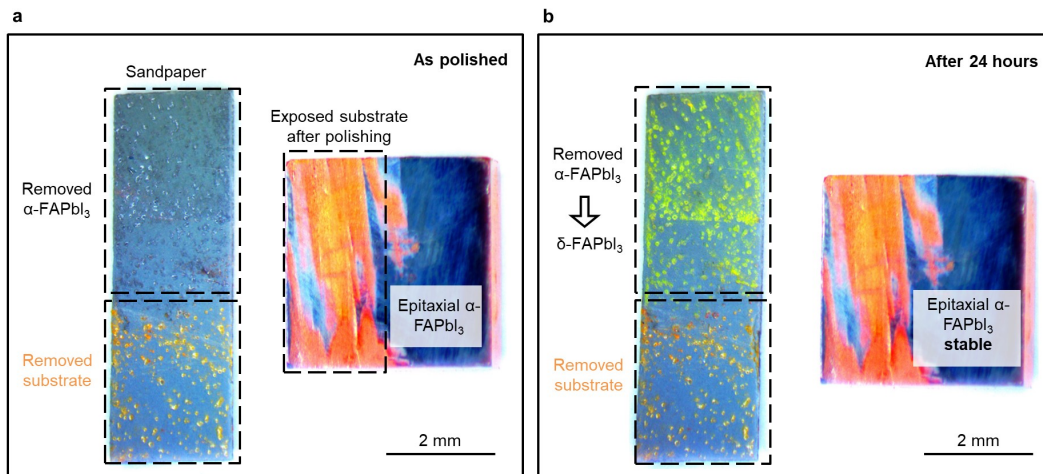 a
As polished
Sandpaper
Exposed substrate
after polishing
Removed
α-FAPbI₃
Epitaxial α-
FAPbI₃
Removed
substrate
2 mm
b
After 24 hours
Removed
α-FAPbI₃
δ-FAPbI₃
Epitaxial α-
FAPbI₃
stable
Removed
substrate
2 mm